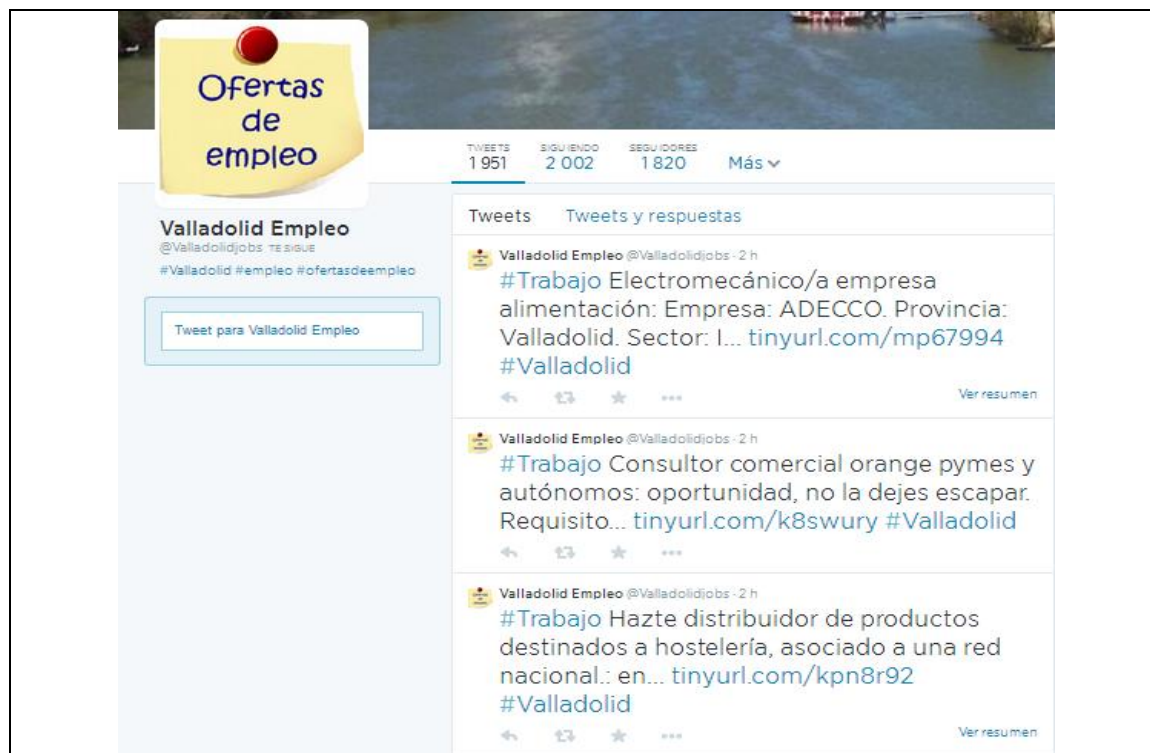 Ofertas
de
empleo
TWEETS SIGUIENDO SEGUIDORES
1 951 2 002 1 820 Más
Valladolid Empleo
@Valladolidjobs TE SIGUE
#Valladolid #empleo #ofertasdeempleo
Tweet para Valladolid Empleo
Tweets Tweets y respuestas
Valladolid Empleo @Valladolidjobs · 2 h
#Trabajo Electromecánico/a empresa
alimentación: Empresa: ADECCO. Provincia:
Valladolid. Sector: I... tinyurl.com/mp67994
#Valladolid
Ver resumen
Valladolid Empleo @Valladolidjobs · 2 h
#Trabajo Consultor comercial orange pymes y
autónomos: oportunidad, no la dejes escapar.
Requisito... tinyurl.com/k8swury #Valladolid
Valladolid Empleo @Valladolidjobs · 2 h
#Trabajo Hazte distribuidor de productos
destinados a hostelería, asociado a una red
nacional.: en... tinyurl.com/kpn8r92
#Valladolid
Ver resumen